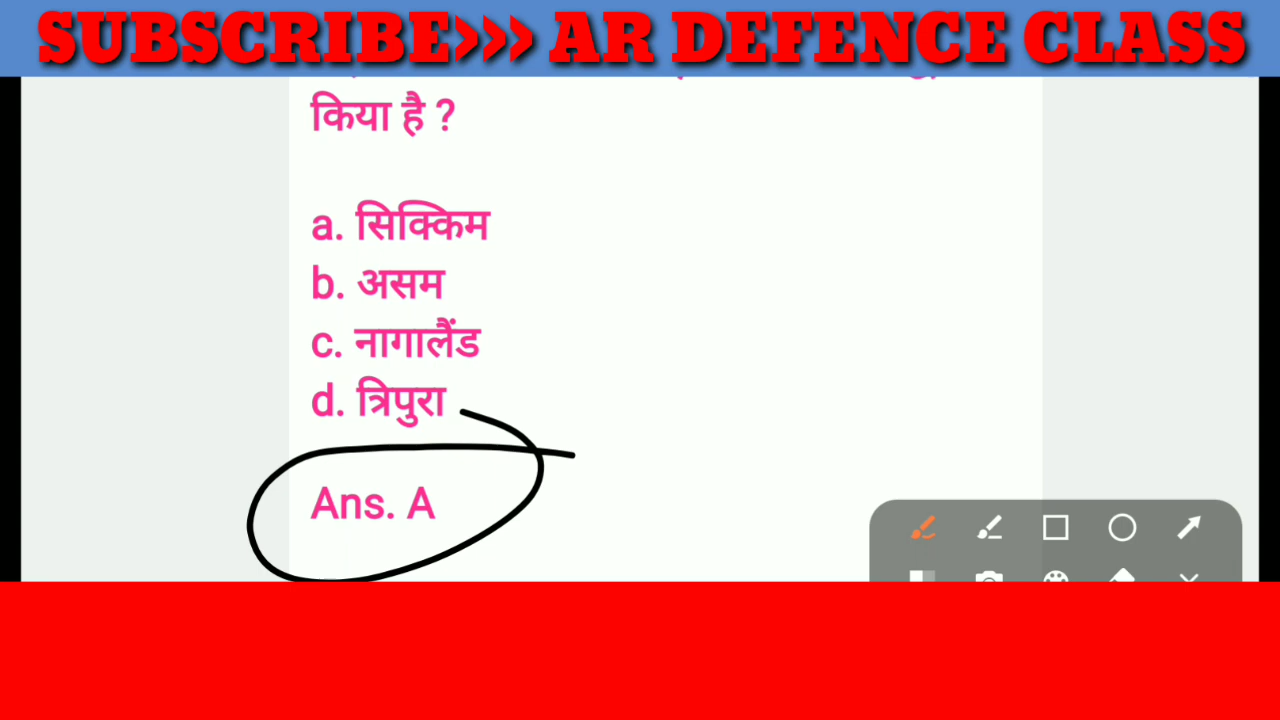 SUBSCRIBE>>> AR DEFENCE CLASS
किया है ?
a. सिक्किम
b. असम
c. नागालैंड
d. त्रिपुरा
Ans. A